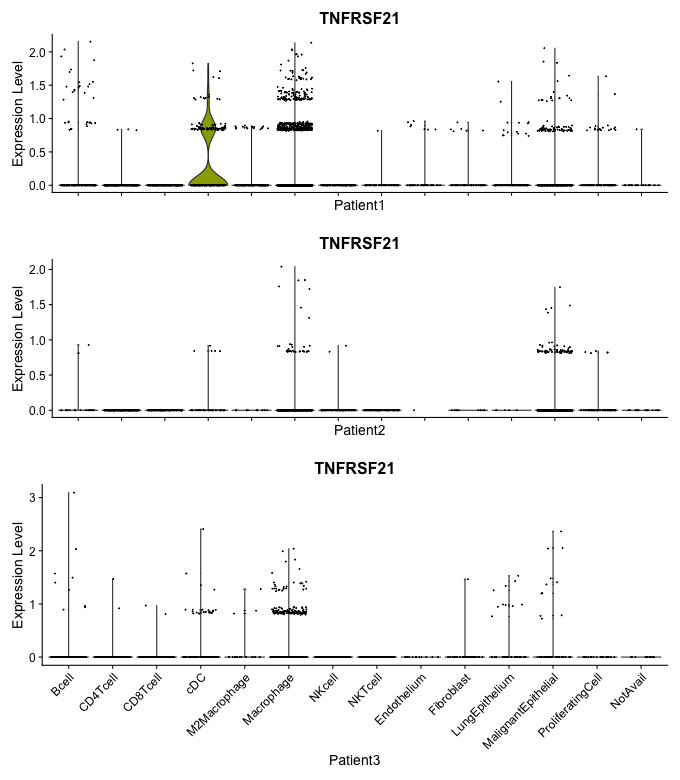 TNFRSF21
Expression Level
2.0
1.5
1.0
0.5
0.0
Patient1
TNFRSF21
Expression Level
2.0
1.5
1.0
0.5
0.0
Patient2
TNFRSF21
Expression Level
3
2
1
0
Bcell
CD4Tcell
CD8Tcell
cDC
M2Macrophage
Macrophage
NKcell
NKTcell
Endothelium
Fibroblast
LungEpithelium
MalignantEpithelial
ProliferatingCell
NotAvail
Patient3